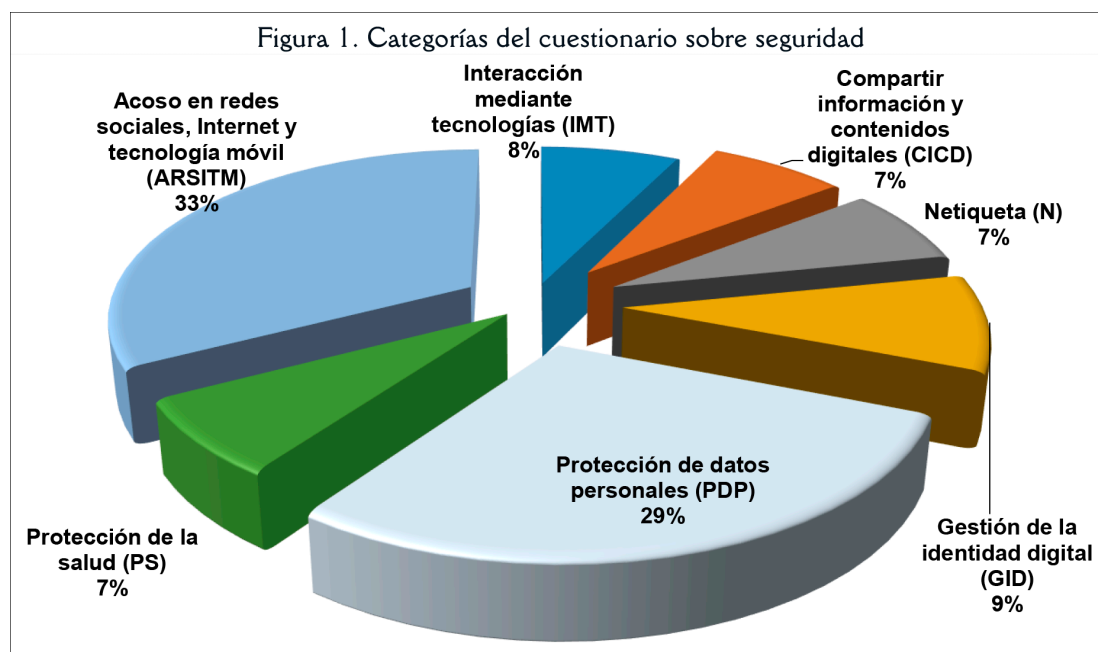 Figura 1. Categorías del cuestionario sobre seguridad
Acoso en redes
sociales, Internet y
tecnología móvil
(ARSITM)
33%
Interacción
mediante
tecnologías (IMT)
8%
Compartir
información y
contenidos
digitales (CICD)
7%
Netiqueta (N)
7%
Gestión de la
identidad digital
(GID)
9%
Protección de datos
personales (PDP)
29%
Protección de la
salud (PS)
7%